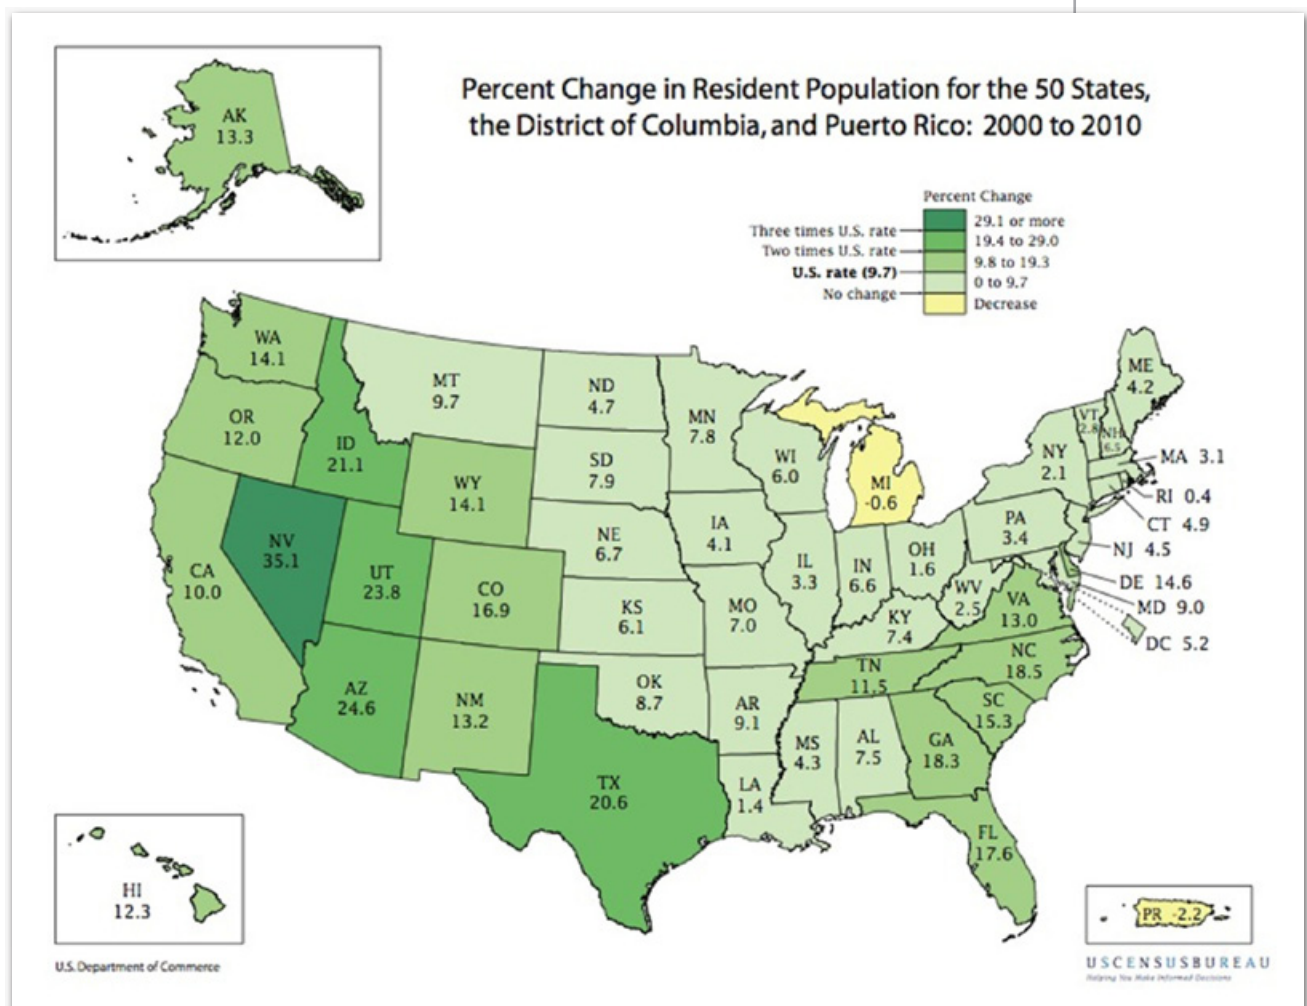 Percent Change in Resident Population for the 50 States,
the District of Columbia, and Puerto Rico: 2000 to 2010
Percent Change
29.1 or more
Three times U.S. rate
19.4 to 29.0
Two times U.S. rate
9.8 to 19.3
U.S. rate (9.7)
0 to 9.7
No change
Decrease
AK
13.3
WA
14.1
OR
12.0
CA
10.0
ID
21.1
NV
35.1
MT
9.7
WY
14.1
UT
23.8
CO
16.9
AZ
24.6
NM
13.2
ND
4.7
SD
7.9
NE
6.7
KS
6.1
OK
8.7
TX
20.6
MN
7.8
IA
4.1
MO
7.0
AR
9.1
LA
1.4
WI
6.0
IL
3.3
MI
-0.6
IN
6.6
OH
1.6
KY
7.4
TN
11.5
MS
4.3
AL
7.5
GA
18.3
FL
17.6
SC
15.3
NC
18.5
VA
13.0
WV
2.5
PA
3.4
NY
2.1
VT
2.8
NH
6.5
ME
4.2
MA 3.1
RI 0.4
CT 4.9
NJ 4.5
DE 14.6
MD 9.0
DC 5.2
HI
12.3
PR -2.2
U.S. Department of Commerce
USCENSUSBUREAU
Helping You Make Informed Decisions